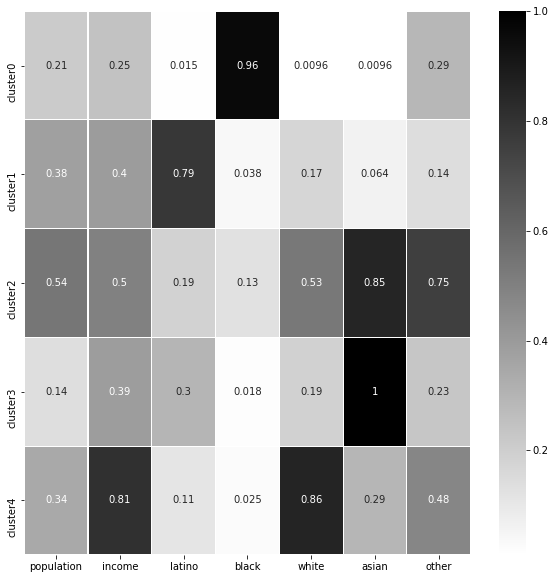 1.0
cluster0 0.21 0.25 0.015 0.96 0.0096 0.0096 0.29
0.8
cluster1 0.38 0.4 0.79 0.038 0.17 0.064 0.14
0.6
cluster2 0.54 0.5 0.19 0.13 0.53 0.85 0.75
0.4
cluster3 0.14 0.39 0.3 0.018 0.19 1 0.23
0.2
cluster4 0.34 0.81 0.11 0.025 0.86 0.29 0.48
population income latino black white asian other